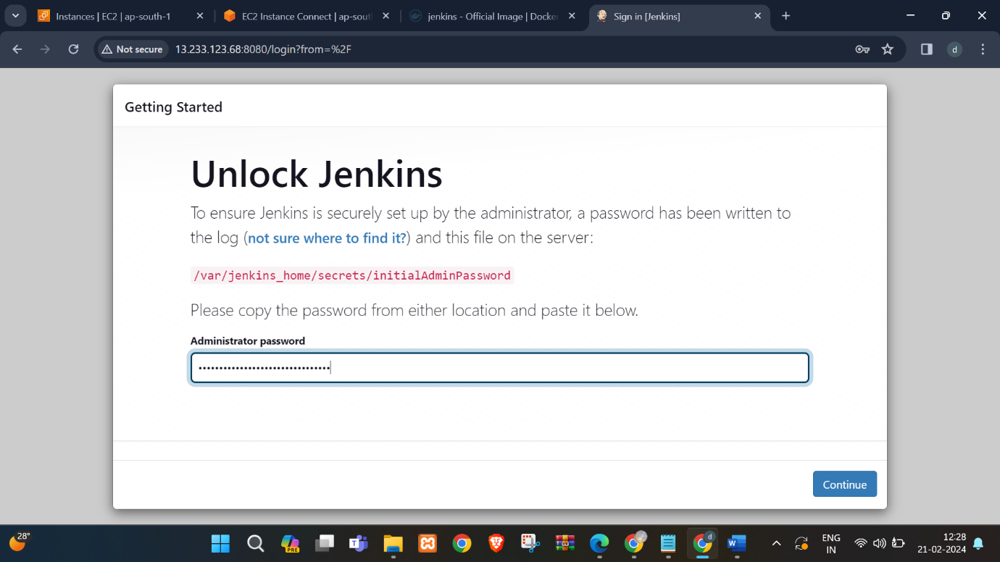 Instances | EC2 | ap-south-1
EC2 Instance Connect | ap-sout
jenkins - Official Image | Docke
Sign in [Jenkins]
Not secure
13.233.123.68:8080/login?from=%2F
d
Getting Started
Unlock Jenkins
To ensure Jenkins is securely set up by the administrator, a password has been written to
the log (not sure where to find it?) and this file on the server:
/var/jenkins_home/secrets/initialAdminPassword
Please copy the password from either location and paste it below.
Administrator password
Continue
28°
PRE
T
d
W
ENG
IN
12:28
21-02-2024